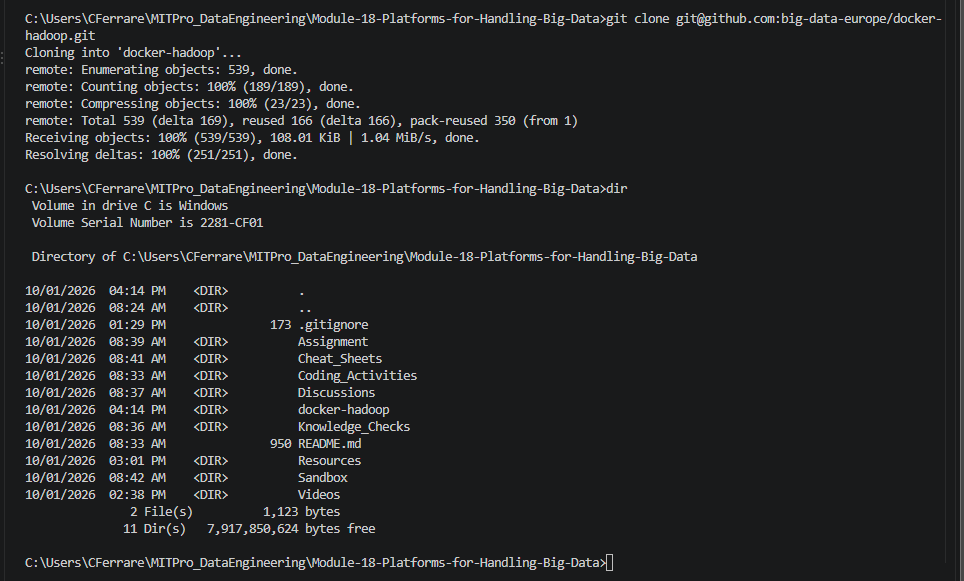 C:\Users\CFerrare\MITPro_DataEngineering\Module-18-Platforms-for-Handling-Big-Data>git clone git@github.com:big-data-europe/docker-
hadoop.git
Cloning into 'docker-hadoop'...
remote: Enumerating objects: 539, done.
remote: Counting objects: 100% (189/189), done.
remote: Compressing objects: 100% (23/23), done.
remote: Total 539 (delta 169), reused 166 (delta 166), pack-reused 350 (from 1)
Receiving objects: 100% (539/539), 108.01 KiB | 1.04 MiB/s, done.
Resolving deltas: 100% (251/251), done.

C:\Users\CFerrare\MITPro_DataEngineering\Module-18-Platforms-for-Handling-Big-Data>dir
 Volume in drive C is Windows
 Volume Serial Number is 2281-CF01

 Directory of C:\Users\CFerrare\MITPro_DataEngineering\Module-18-Platforms-for-Handling-Big-Data

10/01/2026  04:14 PM    <DIR>          .
10/01/2026  08:24 AM    <DIR>          ..
10/01/2026  01:29 PM               173 .gitignore
10/01/2026  08:39 AM    <DIR>          Assignment
10/01/2026  08:41 AM    <DIR>          Cheat_Sheets
10/01/2026  08:33 AM    <DIR>          Coding_Activities
10/01/2026  08:37 AM    <DIR>          Discussions
10/01/2026  04:14 PM    <DIR>          docker-hadoop
10/01/2026  08:36 AM    <DIR>          Knowledge_Checks
10/01/2026  08:33 AM               950 README.md
10/01/2026  03:01 PM    <DIR>          Resources
10/01/2026  08:42 AM    <DIR>          Sandbox
10/01/2026  02:38 PM    <DIR>          Videos
               2 File(s)          1,123 bytes
              11 Dir(s)   7,917,850,624 bytes free

C:\Users\CFerrare\MITPro_DataEngineering\Module-18-Platforms-for-Handling-Big-Data>